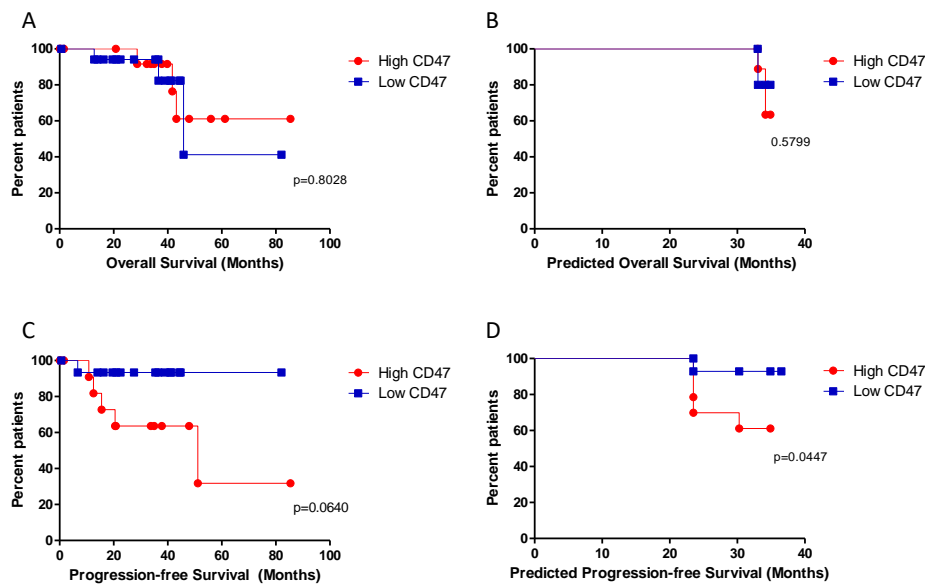 A
Percent patients
100
80
60
40
20
0
0 20 40 60 80 100
Overall Survival (Months)
High CD47
Low CD47
p=0.8028
B
Percent patients
100
80
60
40
20
0
0 10 20 30 40
Predicted Overall Survival (Months)
High CD47
Low CD47
0.5799
C
Percent patients
100
80
60
40
20
0
0 20 40 60 80 100
Progression-free Survival (Months)
High CD47
Low CD47
p=0.0640
D
Percent patients
100
80
60
40
20
0
0 10 20 30 40
Predicted Progression-free Survival (Months)
High CD47
Low CD47
p=0.0447